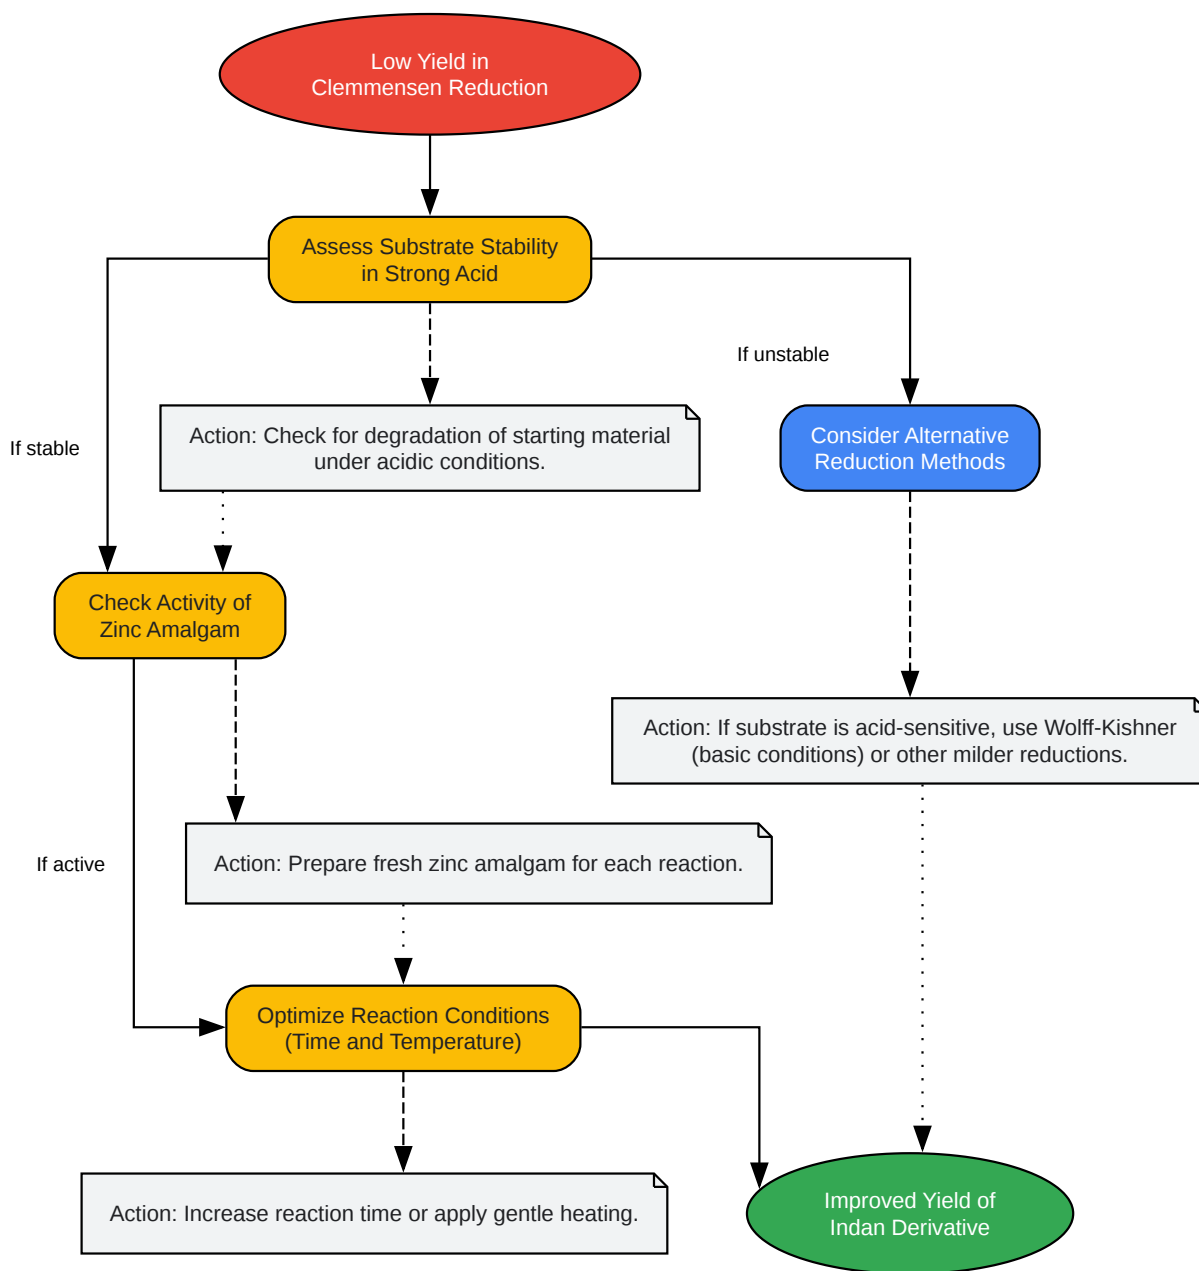 Low Yield in
Clemmensen Reduction
Assess Substrate Stability
in Strong Acid
If unstable
If stable
Action: Check for degradation of starting material
under acidic conditions.
Consider Alternative
Reduction Methods
Check Activity of
Zinc Amalgam
Action: If substrate is acid-sensitive, use Wolff-Kishner
(basic conditions) or other milder reductions.
If active
Action: Prepare fresh zinc amalgam for each reaction.
Optimize Reaction Conditions
(Time and Temperature)
Action: Increase reaction time or apply gentle heating.
Improved Yield of
Indan Derivative